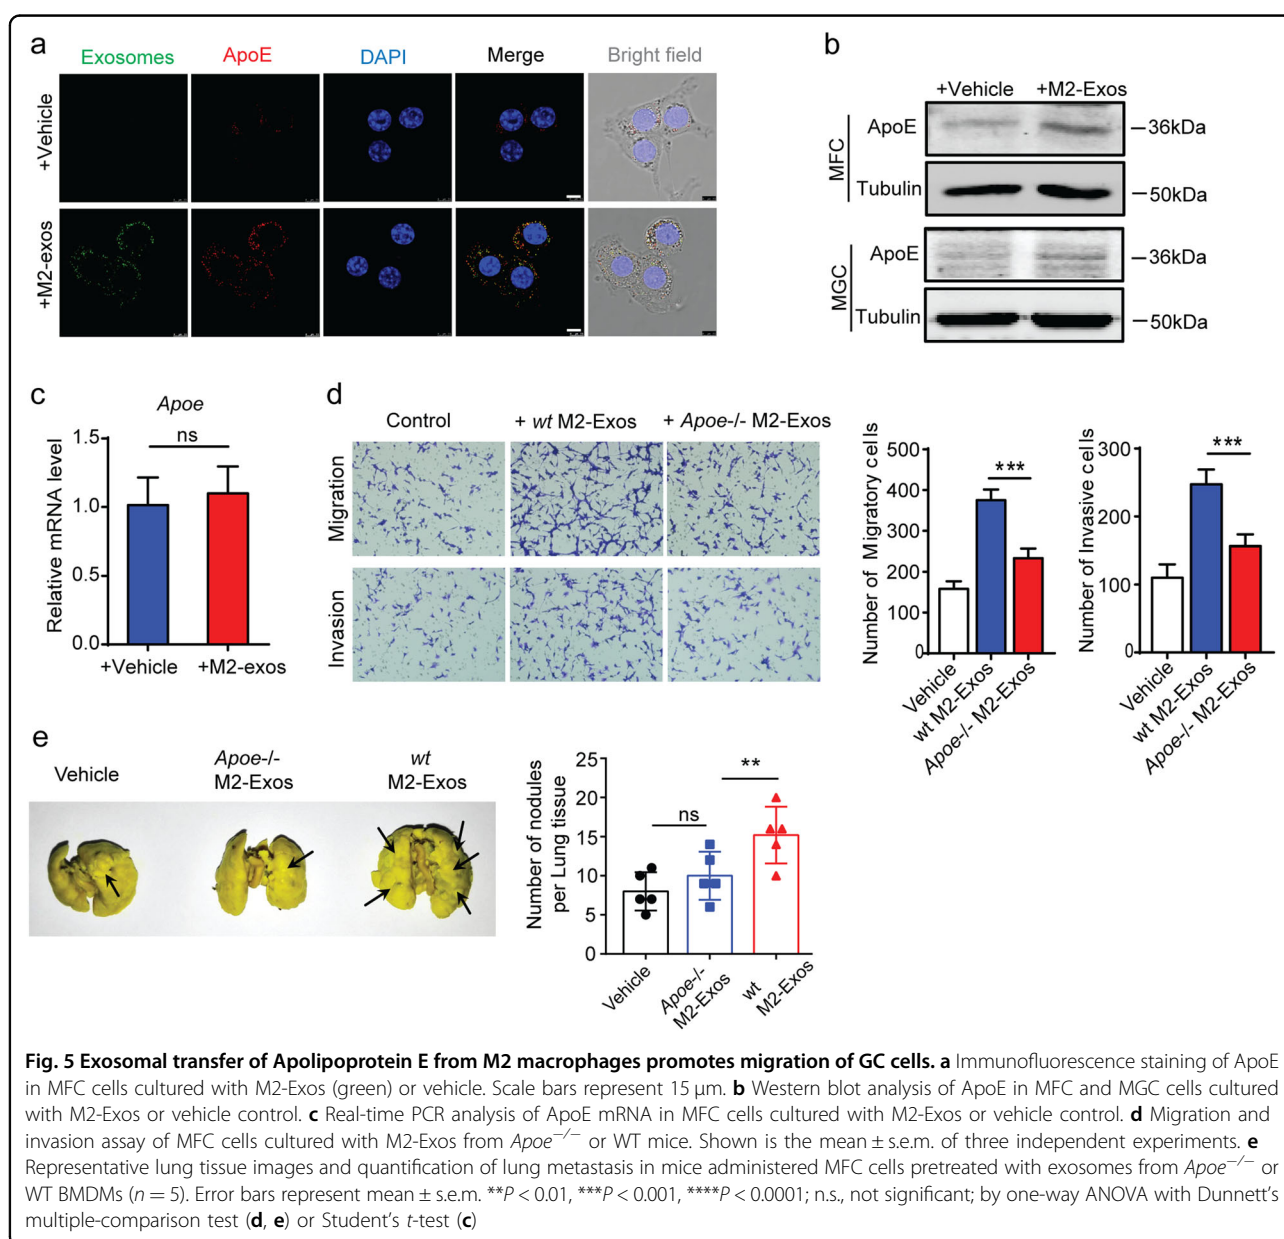 a
Exosomes ApoE DAPI Merge Bright field
+Vehicle
+M2-exos
b
+Vehicle +M2-Exos
MFC
ApoE —36kDa
Tubulin —50kDa
MGC
ApoE —36kDa
Tubulin —50kDa
c
Apoe
ns
Relative mRNA level
1.5
1.0
0.5
0.0
+Vehicle +M2-exos
d
Control + wt M2-Exos + Apoe-/- M2-Exos
Migration
Invasion
Number of Migratory cells
500
400
300
200
100
0
***
Vehicle
wt M2-Exos
Apoe-/- M2-Exos
Number of Invasive cells
300
200
100
0
***
Vehicle
wt M2-Exos
Apoe-/- M2-Exos
e
Vehicle
Apoe-/-
M2-Exos
wt
M2-Exos
Number of nodules
per Lung tissue
25
20
15
10
5
0
ns
**
Vehicle
Apoe-/-
M2-Exos
wt
M2-Exos
Fig. 5 Exosomal transfer of Apolipoprotein E from M2 macrophages promotes migration of GC cells. a Immunofluorescence staining of ApoE
in MFC cells cultured with M2-Exos (green) or vehicle. Scale bars represent 15 μm. b Western blot analysis of ApoE in MFC and MGC cells cultured
with M2-Exos or vehicle control. c Real-time PCR analysis of ApoE mRNA in MFC cells cultured with M2-Exos or vehicle control. d Migration and
invasion assay of MFC cells cultured with M2-Exos from Apoe−/− or WT mice. Shown is the mean ± s.e.m. of three independent experiments. e
Representative lung tissue images and quantification of lung metastasis in mice administered MFC cells pretreated with exosomes from Apoe−/− or
WT BMDMs (n = 5). Error bars represent mean ± s.e.m. **P < 0.01, ***P < 0.001, ****P < 0.0001; n.s., not significant; by one-way ANOVA with Dunnett's
multiple-comparison test (d, e) or Student's t-test (c)